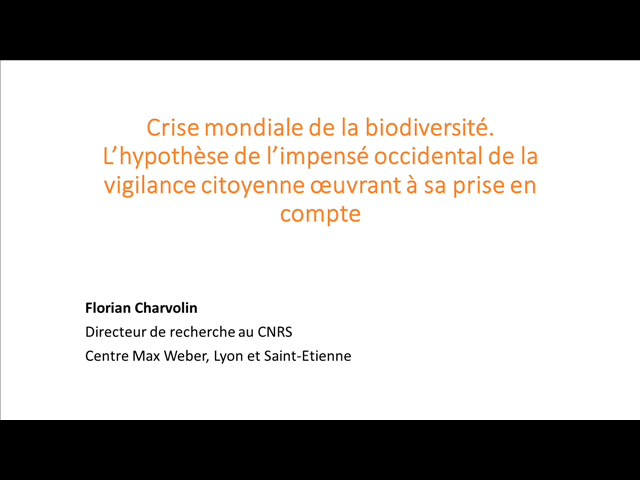 Crise mondiale de la biodiversité.
L’hypothèse de l’impensé occidental de la
vigilance citoyenne œuvrant à sa prise en
compte
Florian Charvolin
Directeur de recherche au CNRS
Centre Max Weber, Lyon et Saint-Etienne